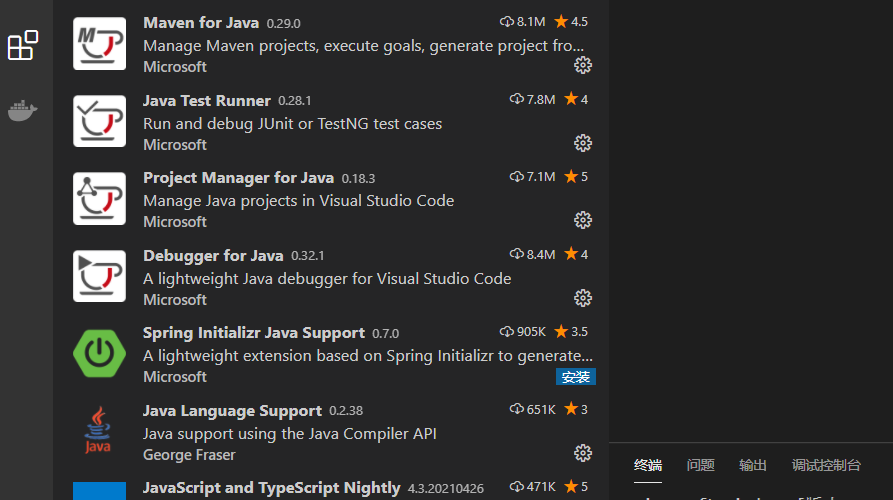 Maven for Java 0.29.0 8.1M 4.5
Manage Maven projects, execute goals, generate project fro...
Microsoft
Java Test Runner 0.28.1 7.8M 4
Run and debug JUnit or TestNG test cases
Microsoft
Project Manager for Java 0.18.3 7.1M 5
Manage Java projects in Visual Studio Code
Microsoft
Debugger for Java 0.32.1 8.4M 4
A lightweight Java debugger for Visual Studio Code
Microsoft
Spring Initializr Java Support 0.7.0 905K 3.5
A lightweight extension based on Spring Initializr to generate...
Microsoft 安装
Java Language Support 0.2.38 651K 3
Java support using the Java Compiler API
George Fraser
JavaScript and TypeScript Nightly 4.3.20210426 471K 5
终端 问题 输出 调试控制台